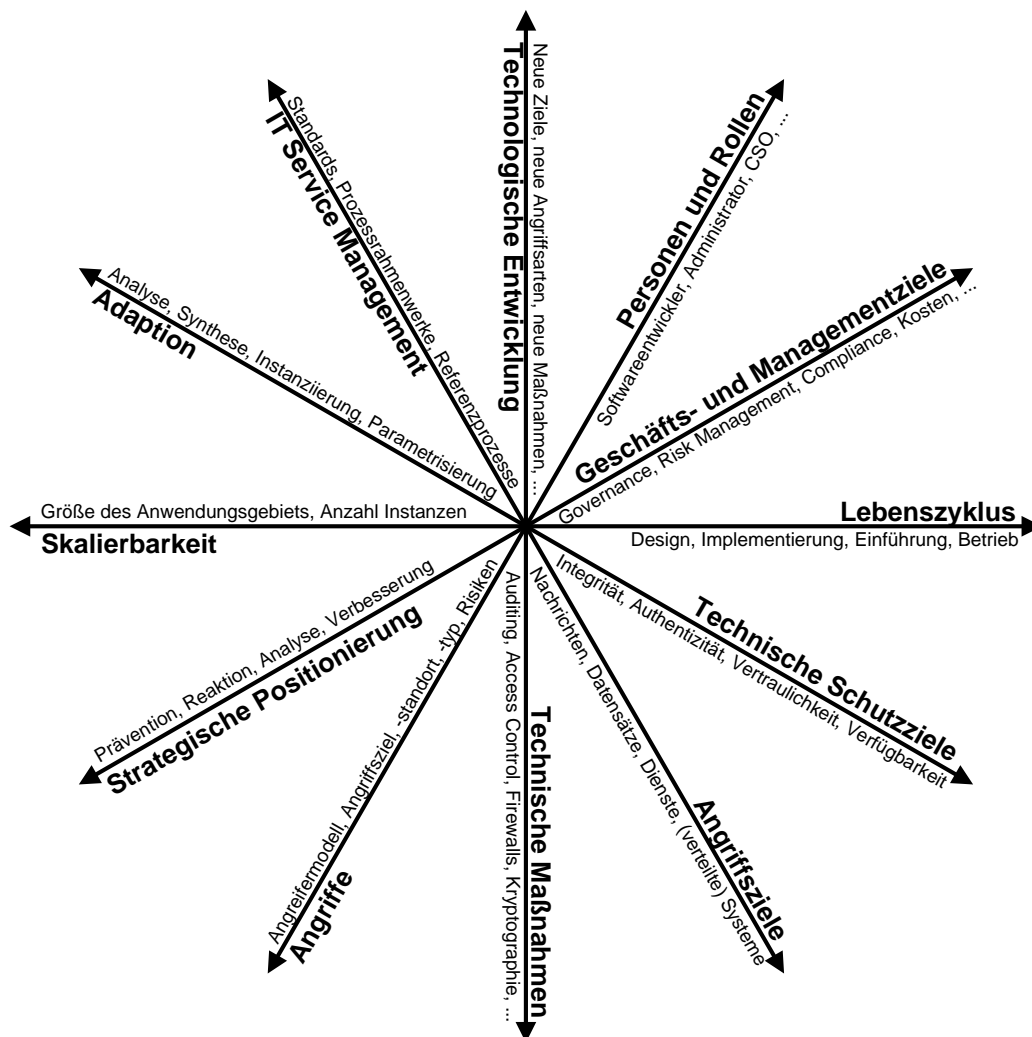 Technologische Entwicklung
Neue Ziele, neue Angriffsarten, neue Maßnahmen, ...
Personen und Rollen
Softwareentwickler, Administrator, CSO, ...
Geschäfts- und Managementziele
Governance, Risk Management, Compliance, Kosten, ...
Lebenszyklus
Design, Implementierung, Einführung, Betrieb
Technische Schutzziele
Integrität, Authentizität, Vertraulichkeit, Verfügbarkeit
Angriffsziele
Nachrichten, Datensätze, Dienste, (verteilte) Systeme
Technische Maßnahmen
Auditing, Access Control, Firewalls, Kryptographie, ...
Angreifermodell, Angriffsziel, -standort, -typ, Risiken
Angriffe
Prävention, Reaktion, Analyse, Verbesserung
Strategische Positionierung
Größe des Anwendungsgebiets, Anzahl Instanzen
Skalierbarkeit
Analyse, Synthese, Instanziierung, Parametrisierung
Adaption
Standards, Prozessrahmenwerke, Referenzprozesse
IT Service Management